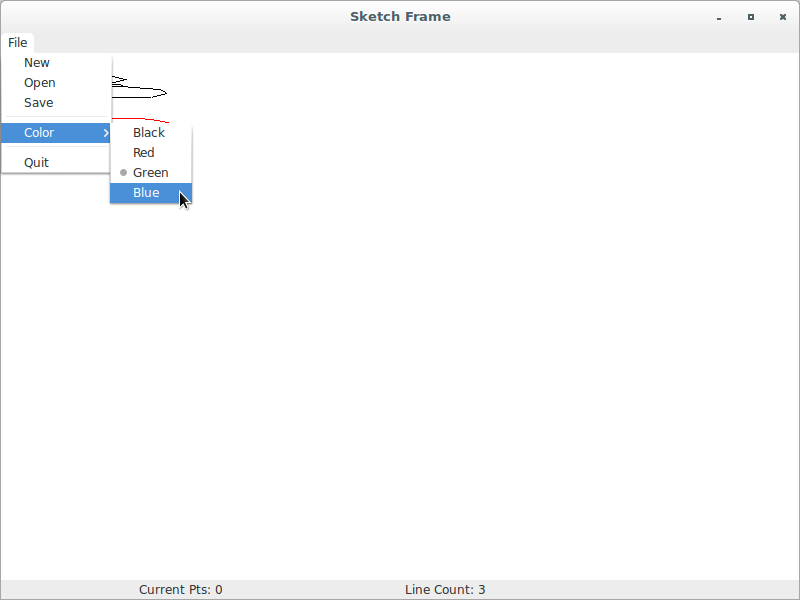 Sketch Frame
File
New
Open
Save
Color
Quit
Black
Red
Green
Blue
Current Pts: 0
Line Count: 3